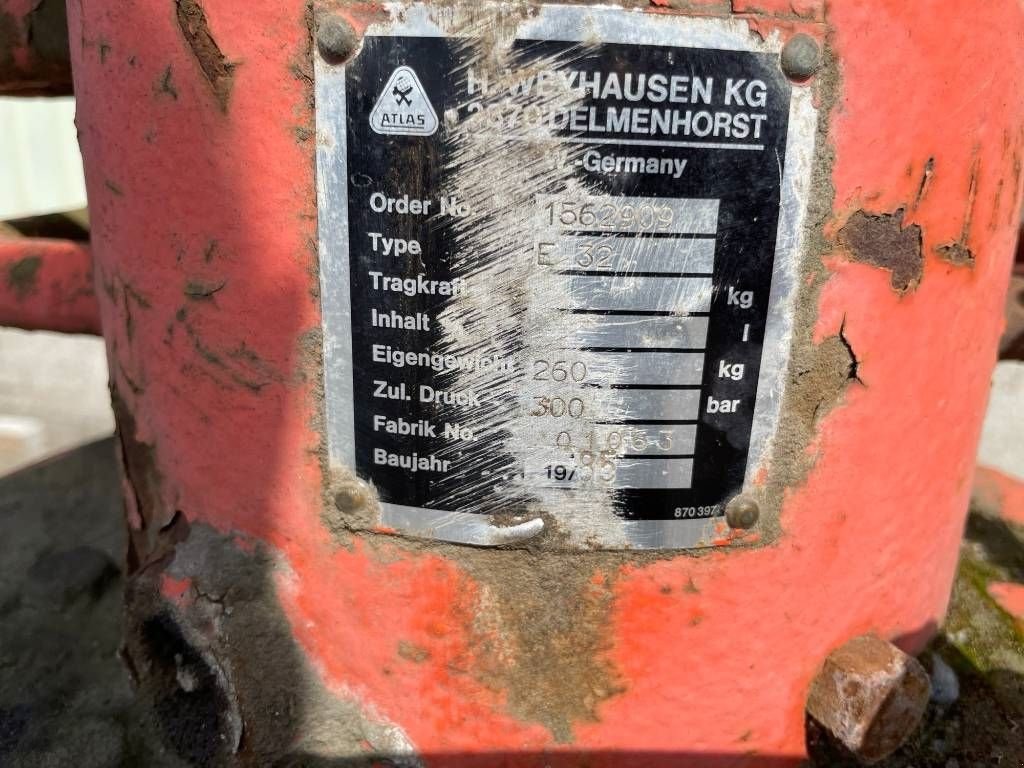 ATLAS
H. WEYHAUSEN KG
DELMENHORST
W.-Germany
Order No. 1562909
Type E 32
Tragkraft kg
Inhalt l
Eigengewicht 260 kg
Zul. Druck 300 bar
Fabrik No.
Baujahr
870 397